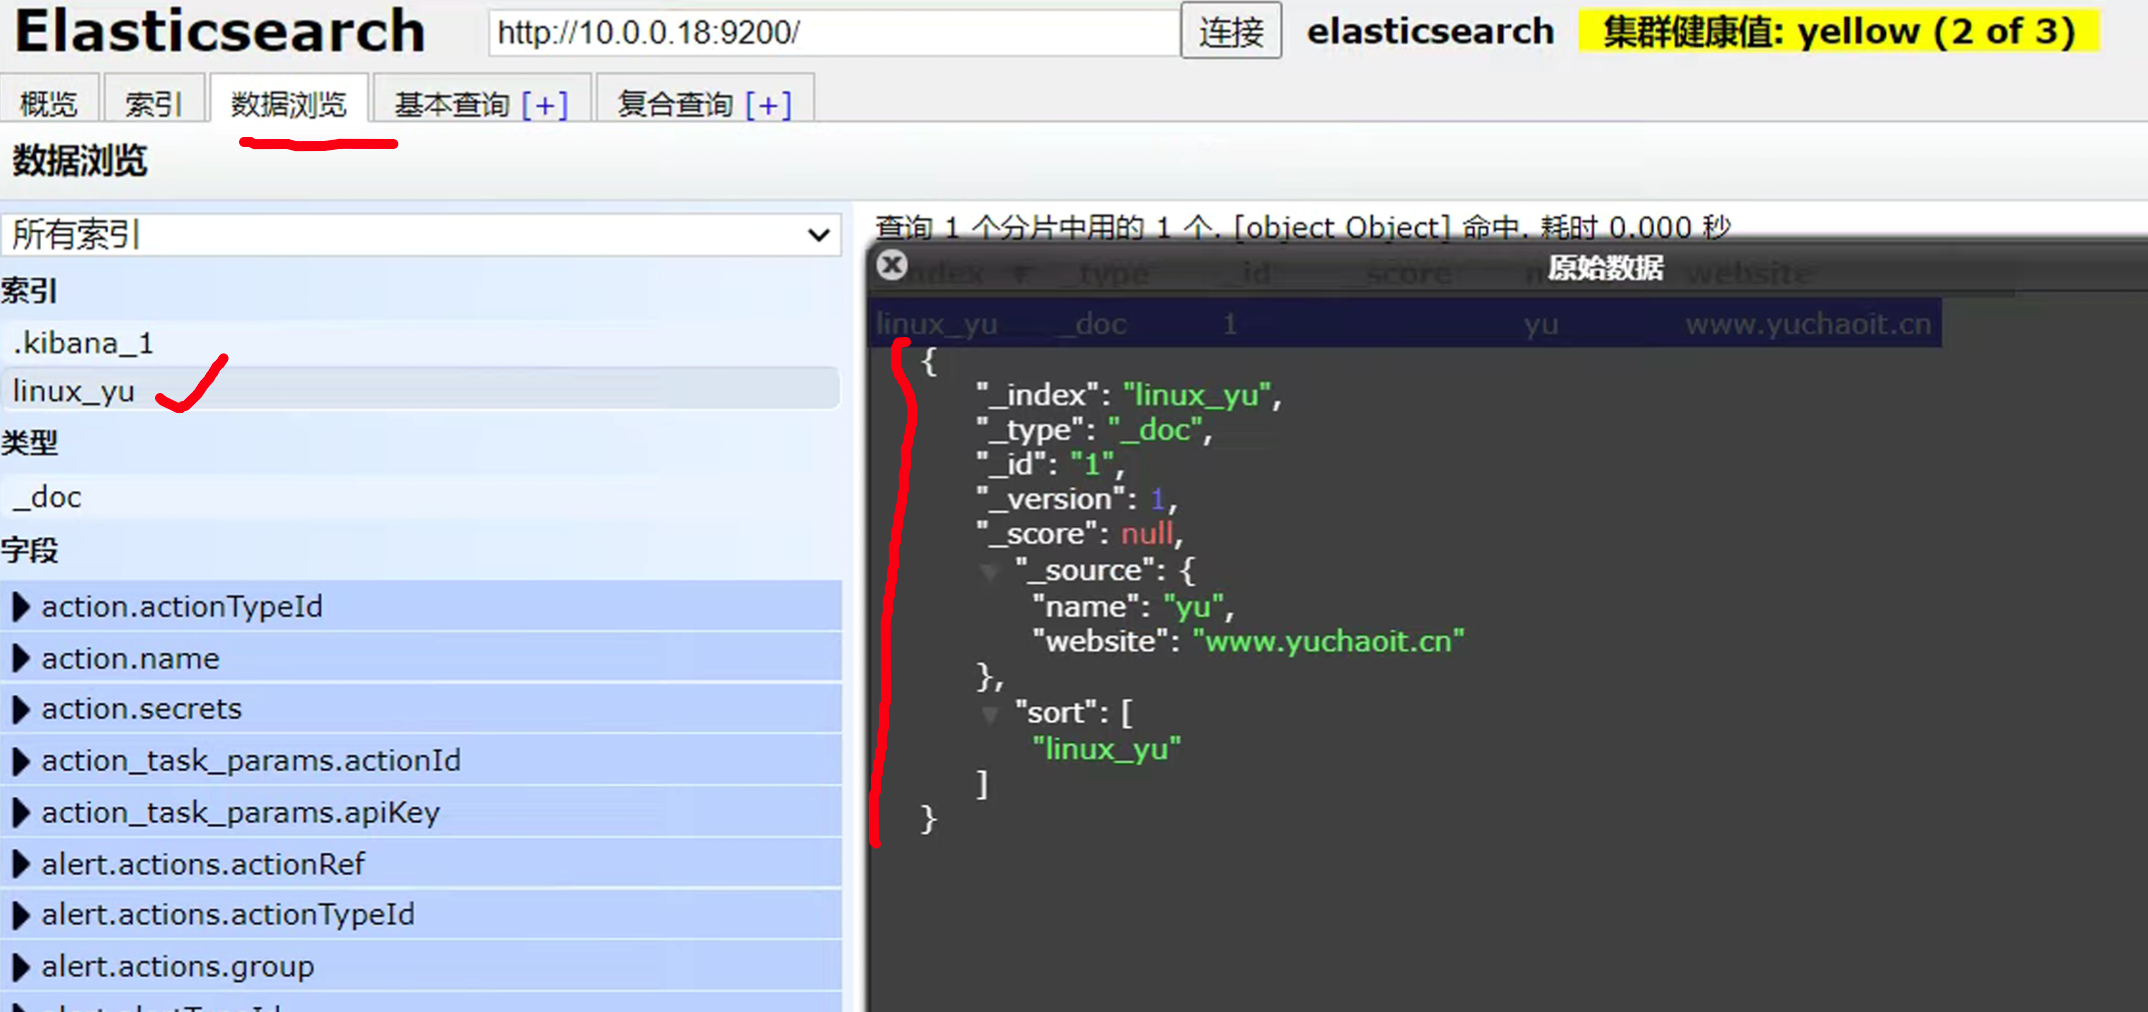 Elasticsearch http://10.0.0.18:9200/ 连接 elasticsearch 集群健康值: yellow (2 of 3)
概览 索引 数据浏览 基本查询 [+] 复合查询 [+]
数据浏览
所有索引
索引
.kibana_1
linux_yu
类型
_doc
字段
action.actionTypeId
action.name
action.secrets
action_task_params.actionId
action_task_params.apiKey
alert.actions.actionRef
alert.actions.actionTypeId
alert.actions.group
查询 1 个分片中用的 1 个. [object Object] 命中. 耗时 0.000 秒
原始数据
_index _type _id _score website
linux_yu _doc 1 yu www.yuchaoit.cn
{
"_index": "linux_yu",
"_type": "_doc",
"_id": "1",
"_version": 1,
"_score": null,
"_source": {
"name": "yu",
"website": "www.yuchaoit.cn"
},
"sort": [
"linux_yu"
]
}